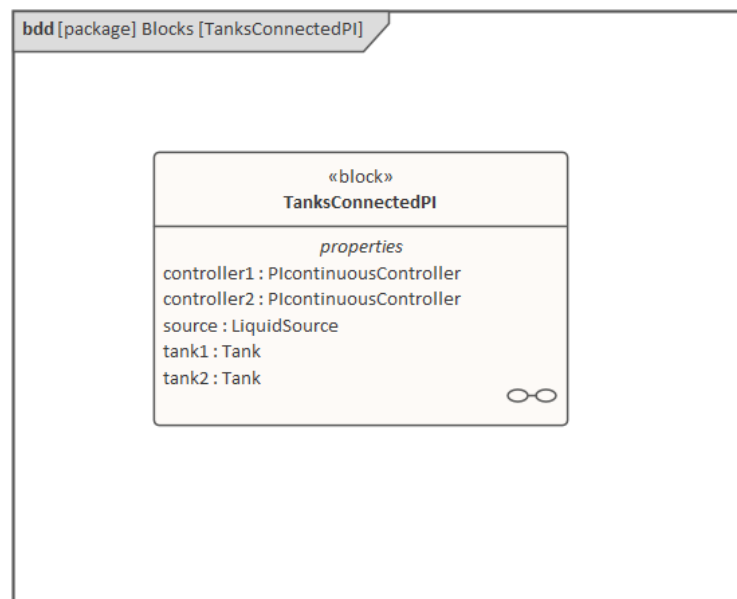 bdd [package] Blocks [TanksConnectedPI]
«block»
TanksConnectedPI
properties
controller1 : PIcontinuousController
controller2 : PIcontinuousController
source : LiquidSource
tank1 : Tank
tank2 : Tank